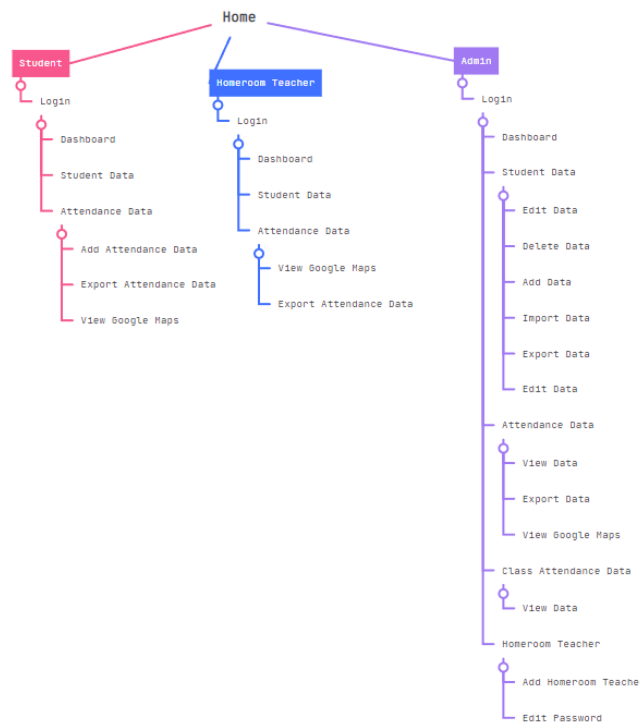 Home
Student
Login
Dashboard
Student Data
Attendance Data
Add Attendance Data
Export Attendance Data
View Google Maps
Homeroom Teacher
Login
Dashboard
Student Data
Attendance Data
View Google Maps
Export Attendance Data
Admin
Login
Dashboard
Student Data
Edit Data
Delete Data
Add Data
Import Data
Export Data
Edit Data
Attendance Data
View Data
Export Data
View Google Maps
Class Attendance Data
View Data
Homeroom Teacher
Add Homeroom Teache
Edit Password